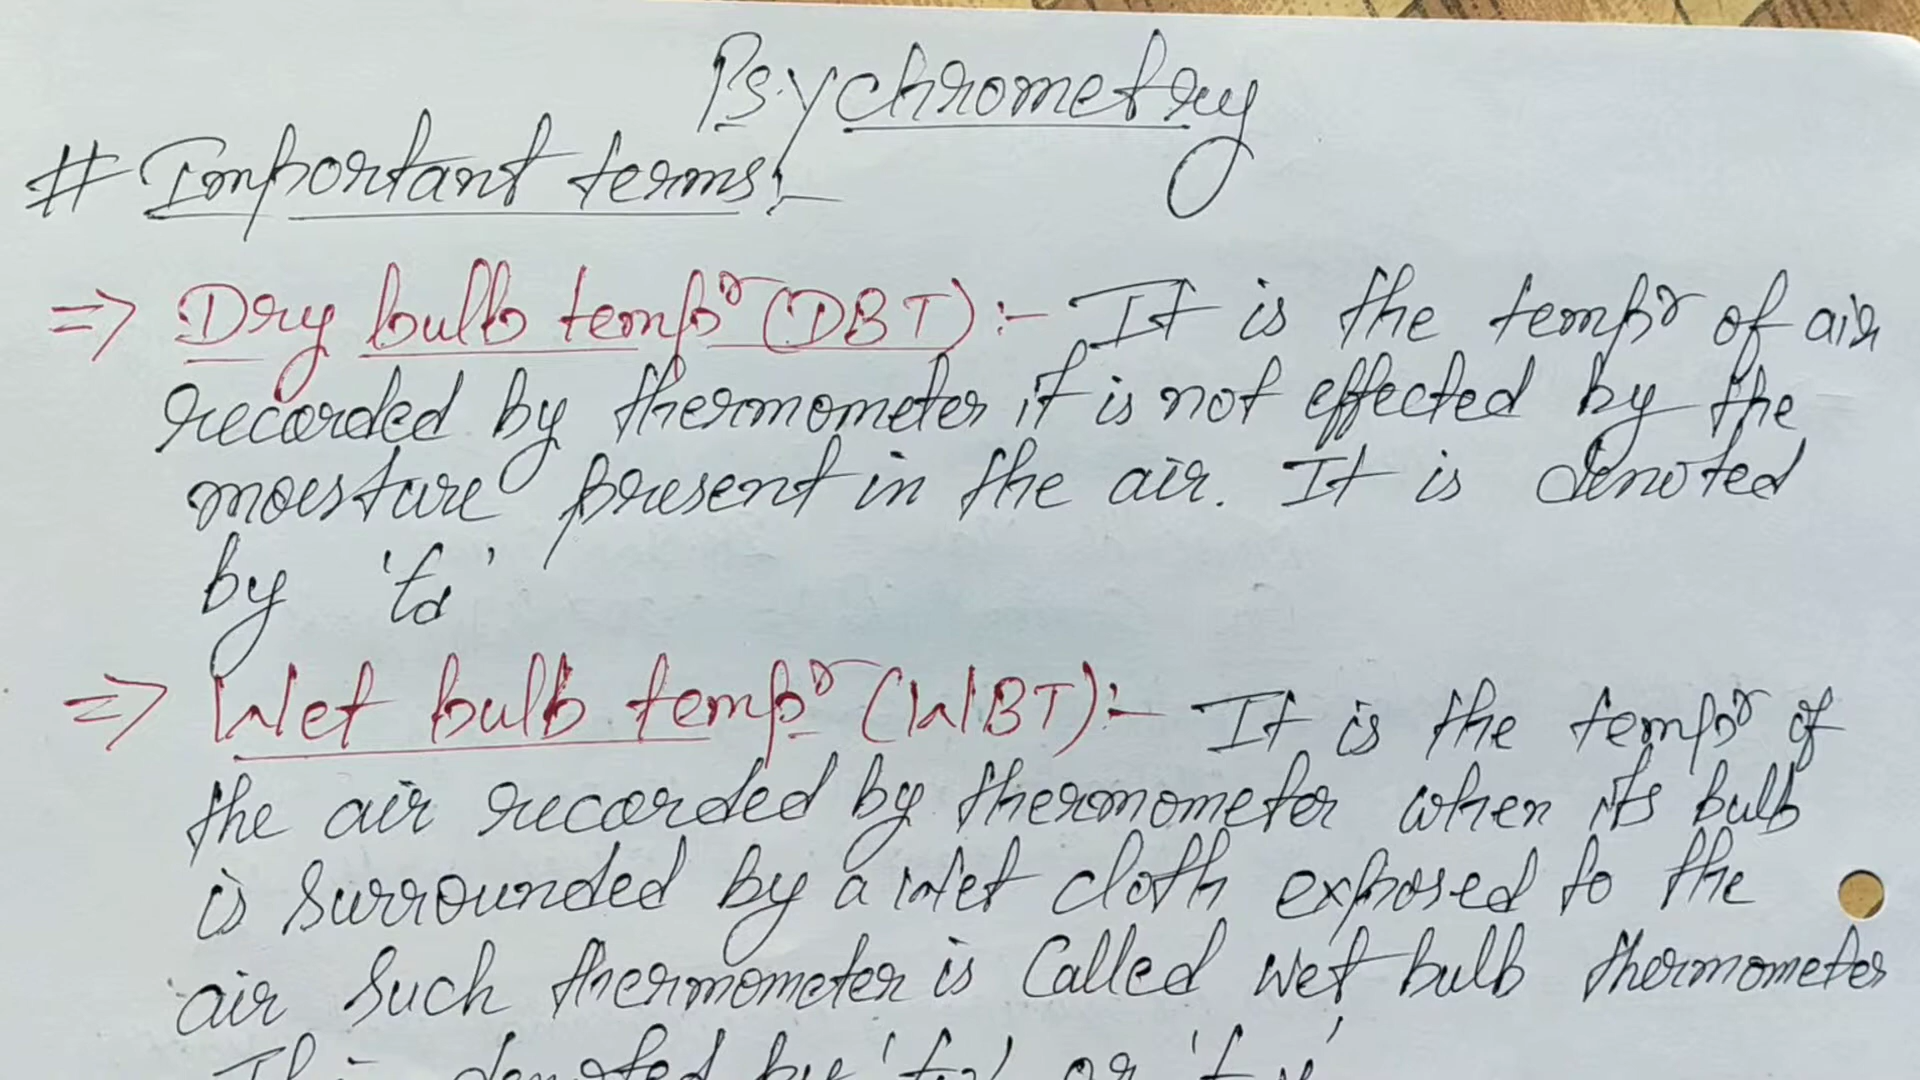 Psychrometry
# Important terms:-
=> Dry bulb tempr (DBT):- It is the tempr of air
recorded by thermometer, it is not effected by the
moisture present in the air. It is denoted
by 'td'
=> Wet bulb tempr (WBT):- It is the tempr of
the air recorded by thermometer when its bulb
is surrounded by a wet cloth exposed to the
air such thermometer is Called wet bulb thermometer
denoted by